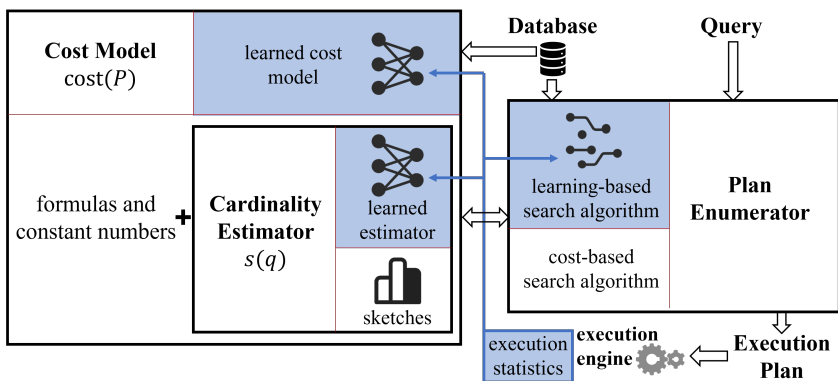 Cost Model
cost(P)
learned cost
model
Database
Query
formulas and
constant numbers
+
Cardinality
Estimator
s(q)
learned
estimator
sketches
learning-based
search algorithm
cost-based
search algorithm
Plan
Enumerator
execution
statistics
execution
engine
Execution
Plan